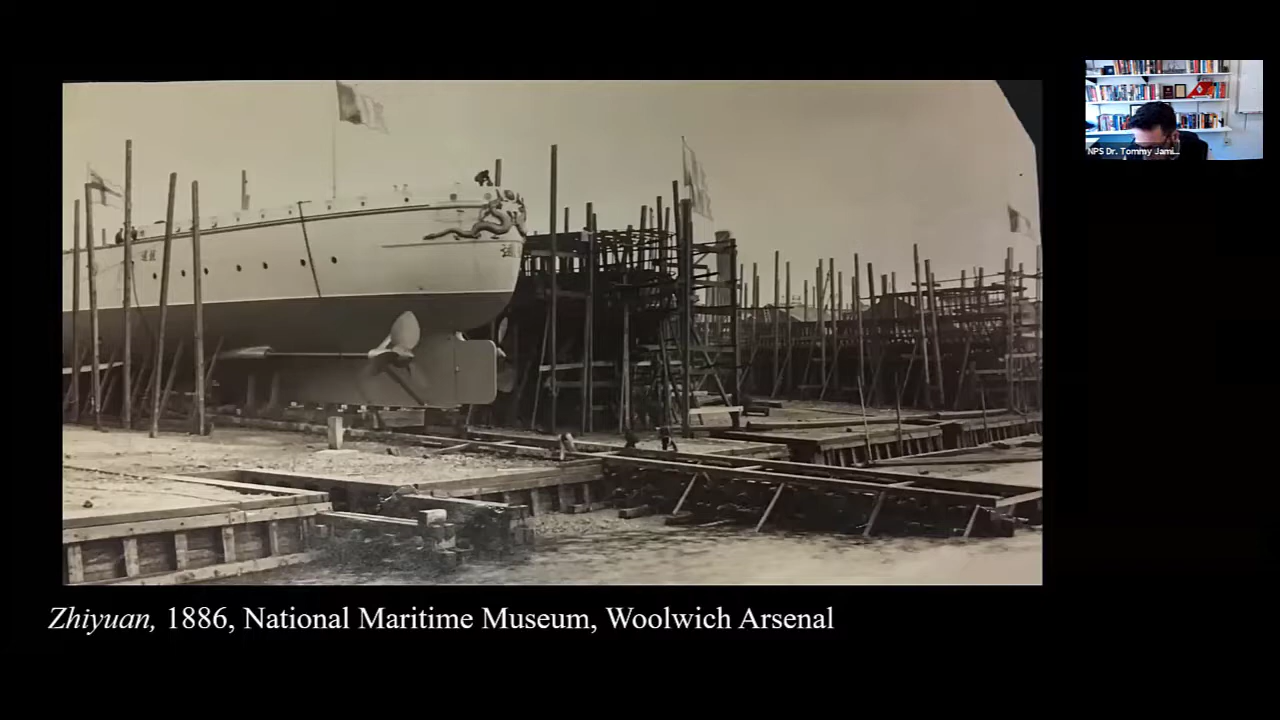 NPS Dr. Tommy Jami...
Zhiyuan, 1886, National Maritime Museum, Woolwich Arsenal